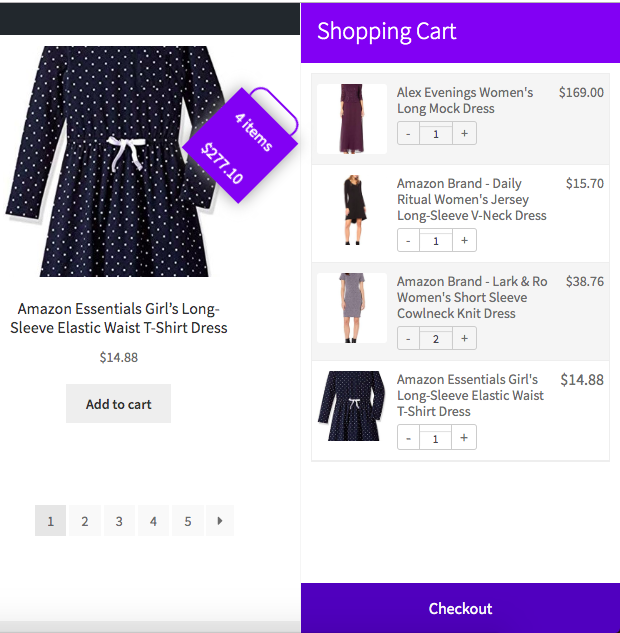 4 items
$277.10
Amazon Essentials Girl’s Long-
Sleeve Elastic Waist T-Shirt Dress
$14.88
Add to cart
1 2 3 4 5
Shopping Cart
Alex Evenings Women's
Long Mock Dress
$169.00
- 1 +
Amazon Brand - Daily
Ritual Women's Jersey
Long-Sleeve V-Neck Dress
$15.70
- 1 +
Amazon Brand - Lark & Ro
Women's Short Sleeve
Cowlneck Knit Dress
$38.76
- 2 +
Amazon Essentials Girl's
Long-Sleeve Elastic Waist
T-Shirt Dress
$14.88
- 1 +
Checkout